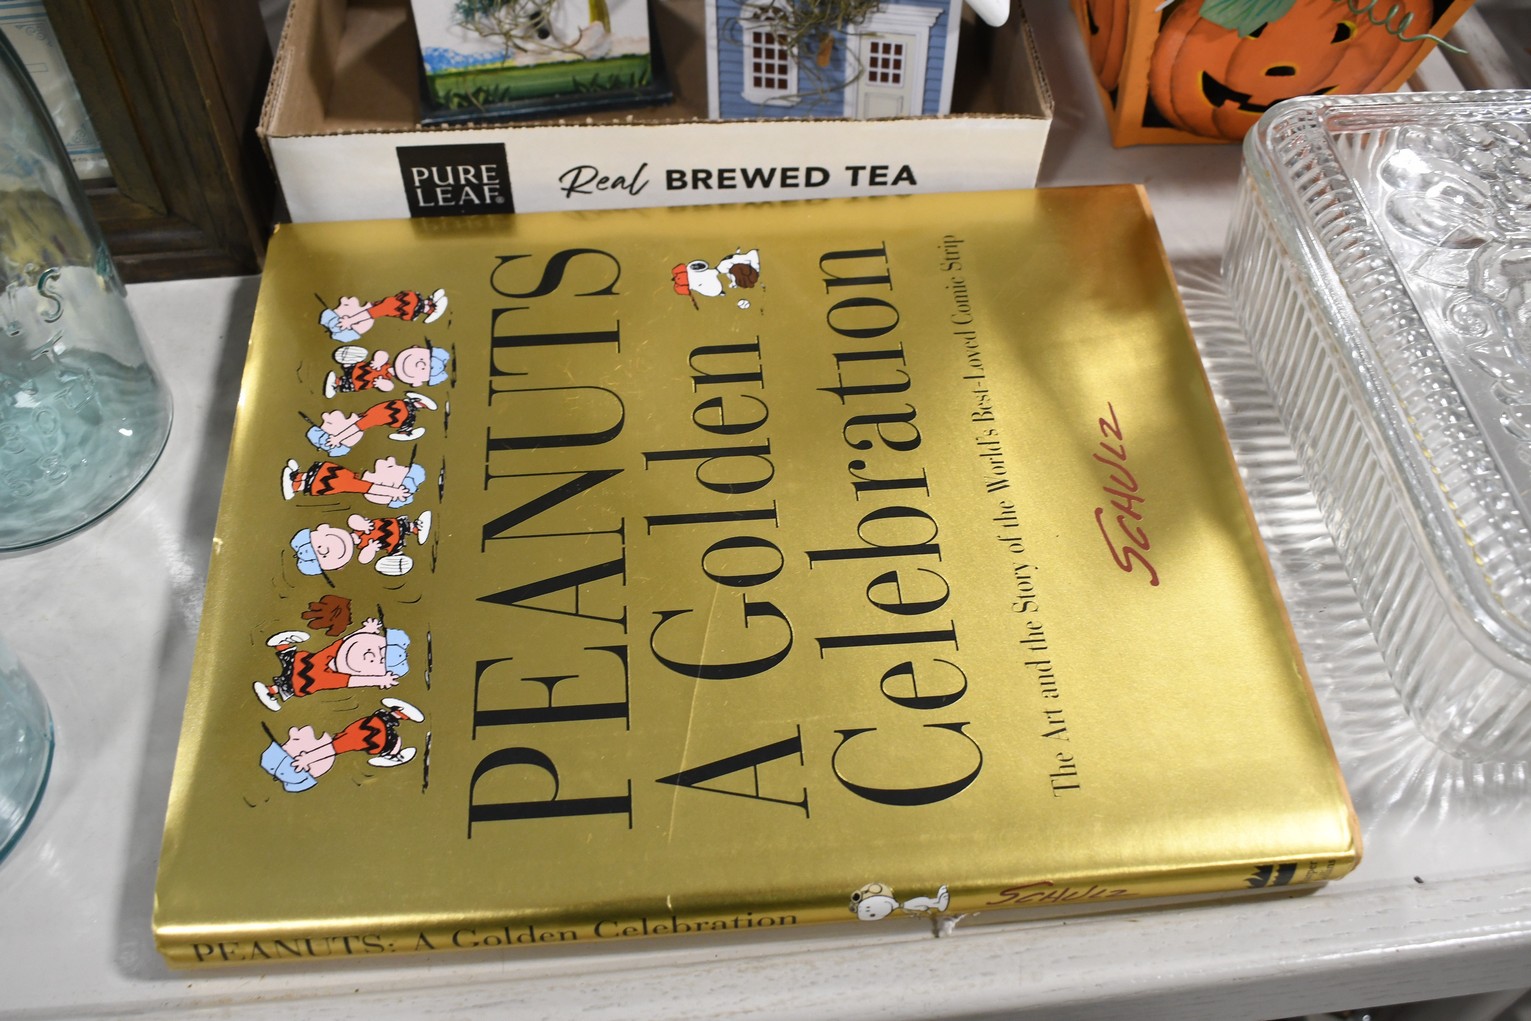 PURE
LEAF®
Real BREWED TEA
PEANUTS
A Golden
Celebration
The Art and the Story of the World's Best-Loved Comic Strip
SCHULZ
PEANUTS: A Golden Celebration
SCHULZ